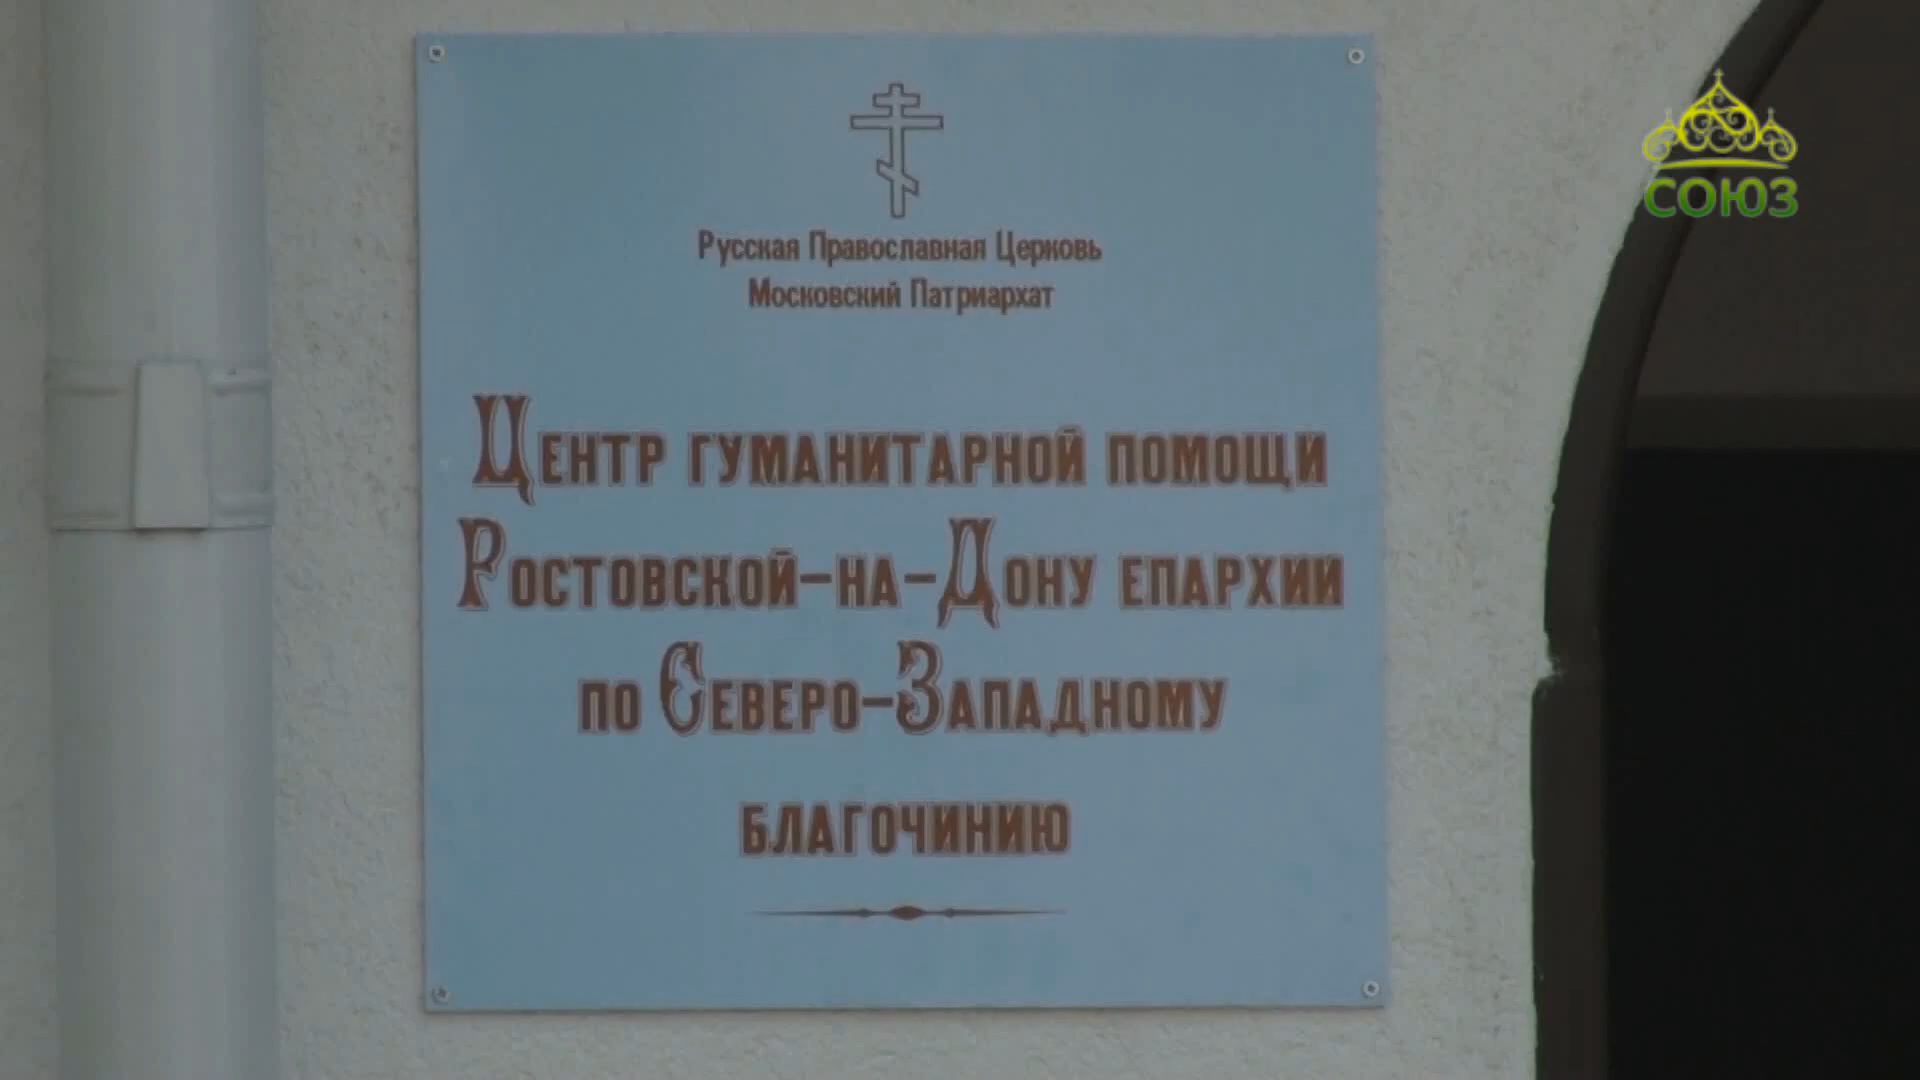 СОЮЗ
Русская Православная Церковь
Московский Патриархат
Центр гуманитарной помощи
Ростовской-на-Дону епархии
по Северо-Западному
благочинию